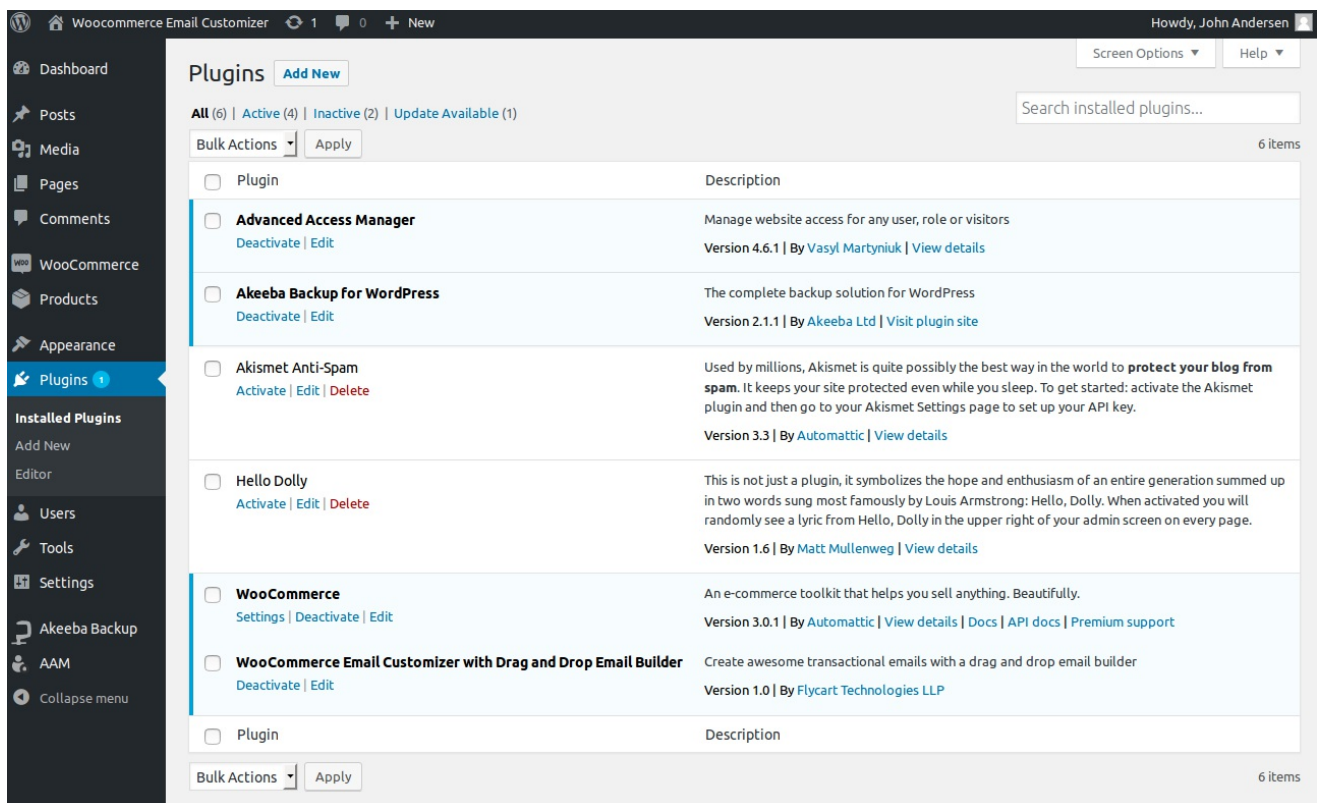 Woocommerce Email Customizer 1 0 + New Howdy, John Andersen
Screen Options ▼ Help ▼
Dashboard
Posts
Media
Pages
Comments
WOO WooCommerce
Products
Appearance
Plugins 1
Installed Plugins
Add New
Editor
Users
Tools
Settings
Akeeba Backup
AAM
Collapse menu
Plugins Add New
All (6) | Active (4) | Inactive (2) | Update Available (1)
Search installed plugins...
Bulk Actions Apply
6 items
Plugin Description
Advanced Access Manager
Deactivate | Edit
Manage website access for any user, role or visitors
Version 4.6.1 | By Vasyl Martyniuk | View details
Akeeba Backup for WordPress
Deactivate | Edit
The complete backup solution for WordPress
Version 2.1.1 | By Akeeba Ltd | Visit plugin site
Akismet Anti-Spam
Activate | Edit | Delete
Used by millions, Akismet is quite possibly the best way in the world to protect your blog from
spam. It keeps your site protected even while you sleep. To get started: activate the Akismet
plugin and then go to your Akismet Settings page to set up your API key.
Version 3.3 | By Automattic | View details
Hello Dolly
Activate | Edit | Delete
This is not just a plugin, it symbolizes the hope and enthusiasm of an entire generation summed up
in two words sung most famously by Louis Armstrong: Hello, Dolly. When activated you will
randomly see a lyric from Hello, Dolly in the upper right of your admin screen on every page.
Version 1.6 | By Matt Mullenweg | View details
WooCommerce
Settings | Deactivate | Edit
An e-commerce toolkit that helps you sell anything. Beautifully.
Version 3.0.1 | By Automattic | View details | Docs | API docs | Premium support
WooCommerce Email Customizer with Drag and Drop Email Builder
Deactivate | Edit
Create awesome transactional emails with a drag and drop email builder
Version 1.0 | By Flycart Technologies LLP
Plugin Description
Bulk Actions Apply
6 items